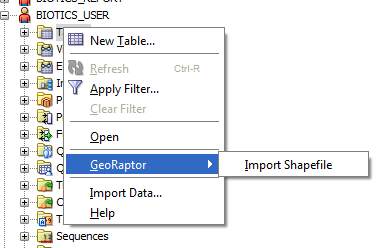 BIOTICS_REPORT
BIOTICS_USER
New Table...
Refresh Ctrl-R
Apply Filter...
Clear Filter
Open
GeoRaptor Import Shapefile
Import Data...
Help
Sequences